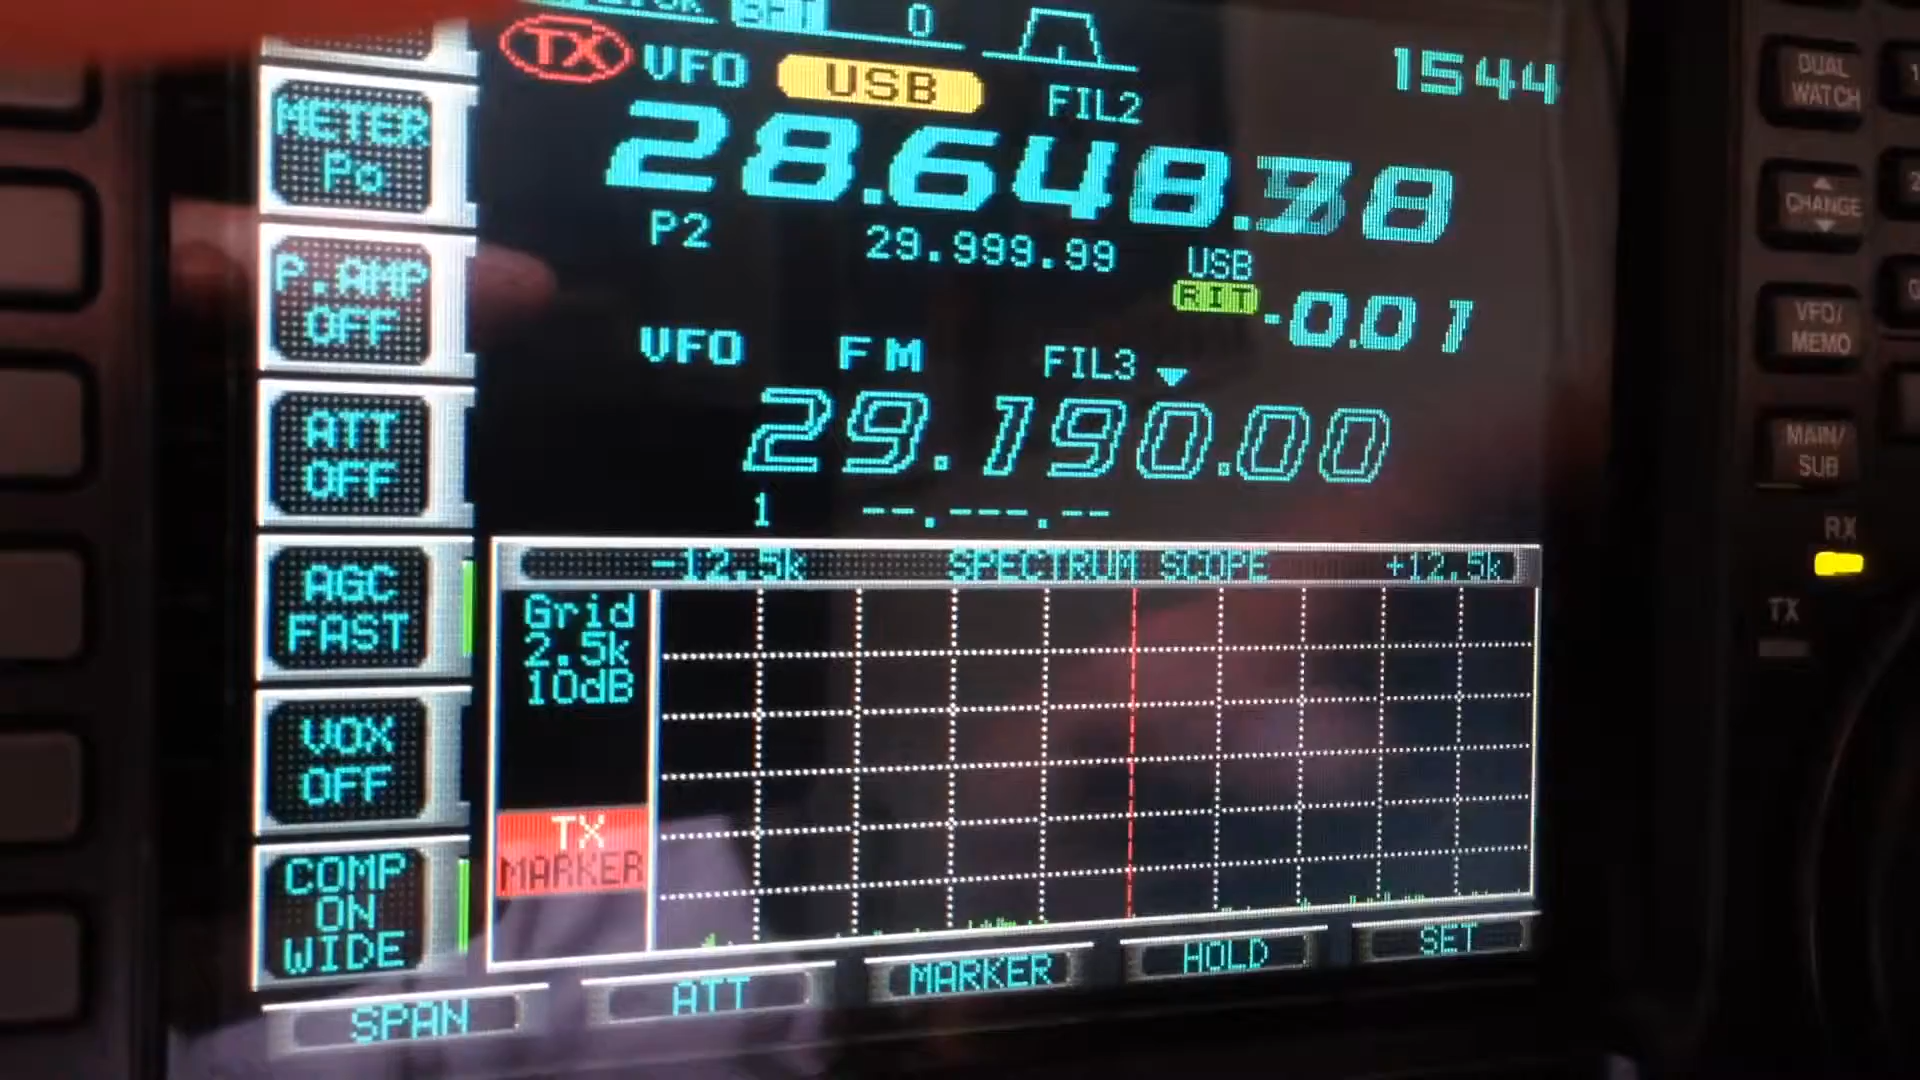 BFT 0
TX VFO USB FIL2 1544
28.648.38
P2 29.999.99 USB
RIT -0.01
VFO FM FIL3
29.190.00
1 --.---.--
METER
Po
P.AMP
OFF
ATT
OFF
AGC
FAST
VOX
OFF
COMP
ON
WIDE
-12.5k SPECTRUM SCOPE +12.5k
Grid
2.5k
10dB
TX
MARKER
SPAN ATT MARKER HOLD SET
DUAL
WATCH
CHANGE
VFO/
MEMO
MAIN/
SUB
RX
TX